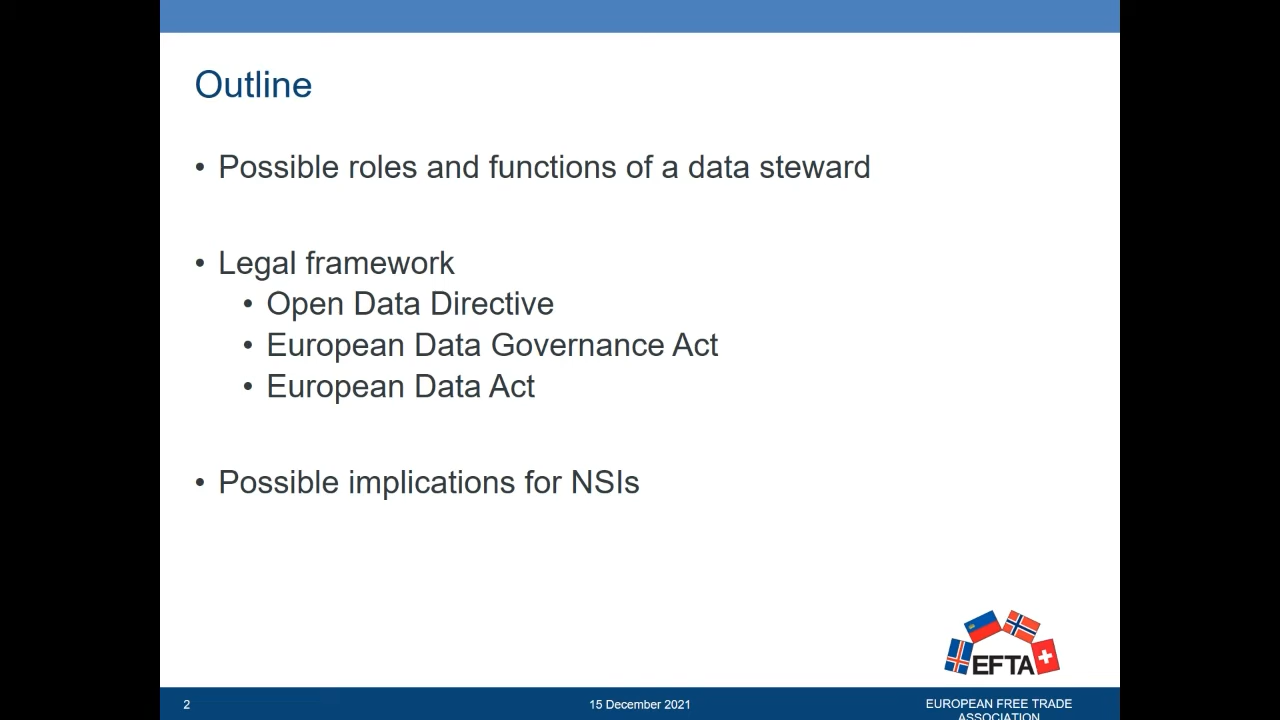 Outline
• Possible roles and functions of a data steward
• Legal framework
• Open Data Directive
• European Data Governance Act
• European Data Act
• Possible implications for NSIs
EFTA
2
15 December 2021
EUROPEAN FREE TRADE
ASSOCIATION